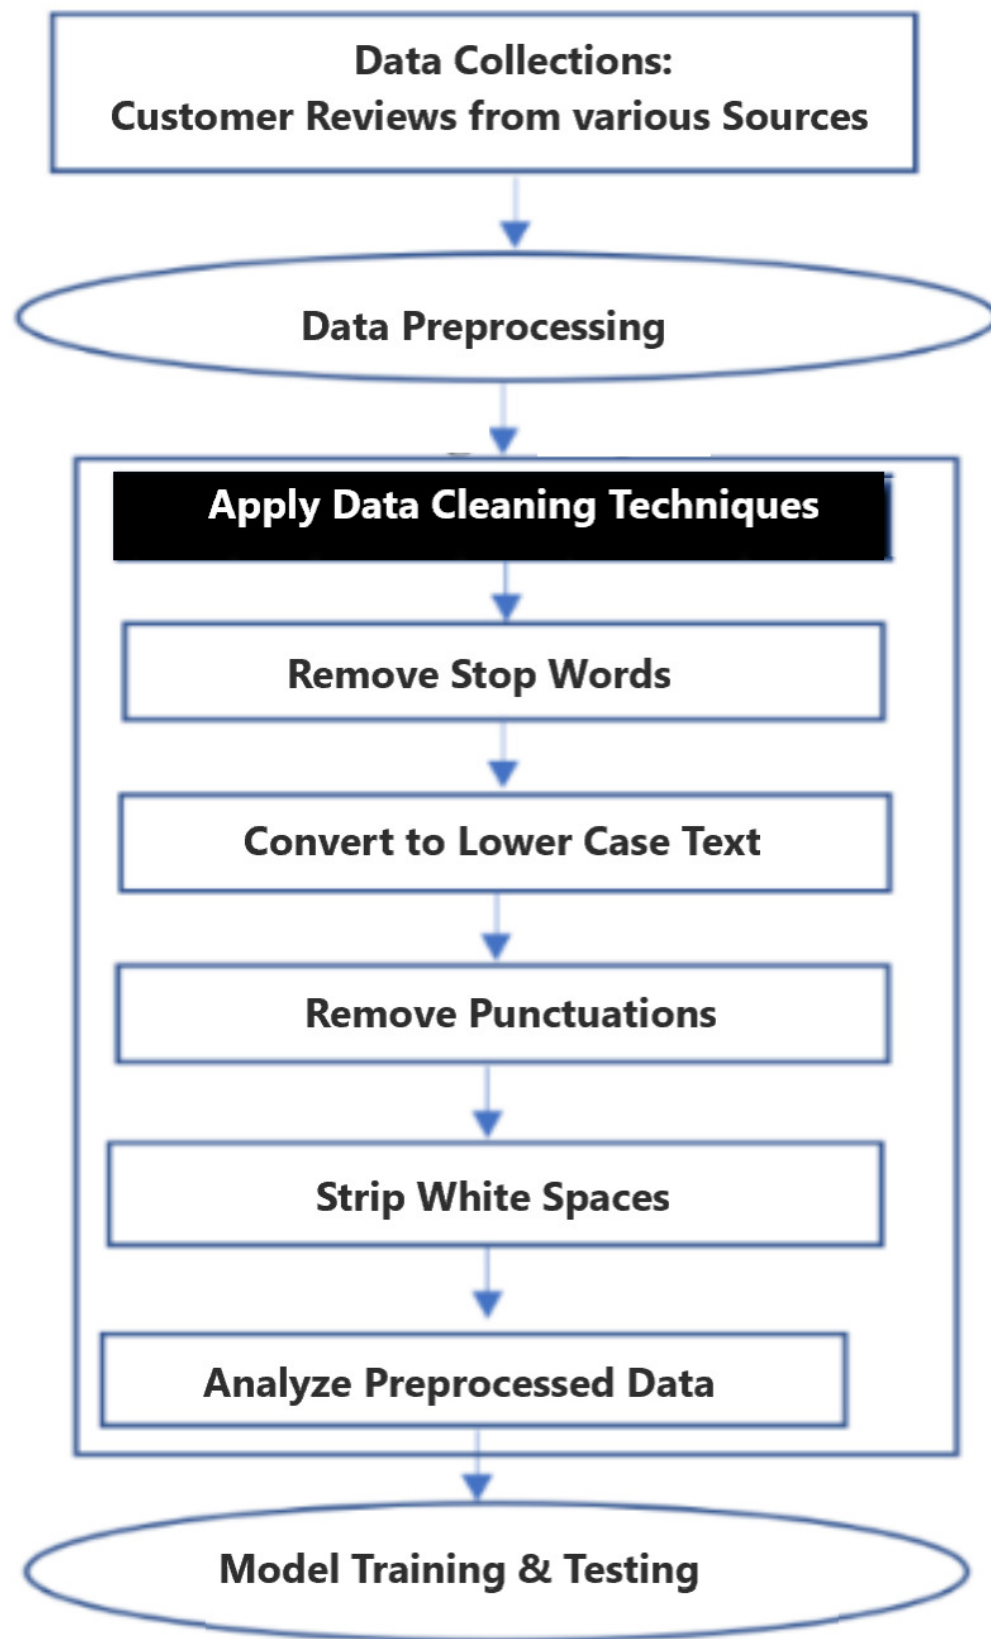 Data Collections:
Customer Reviews from various Sources
Data Preprocessing
Apply Data Cleaning Techniques
Remove Stop Words
Convert to Lower Case Text
Remove Punctuations
Strip White Spaces
Analyze Preprocessed Data
Model Training & Testing